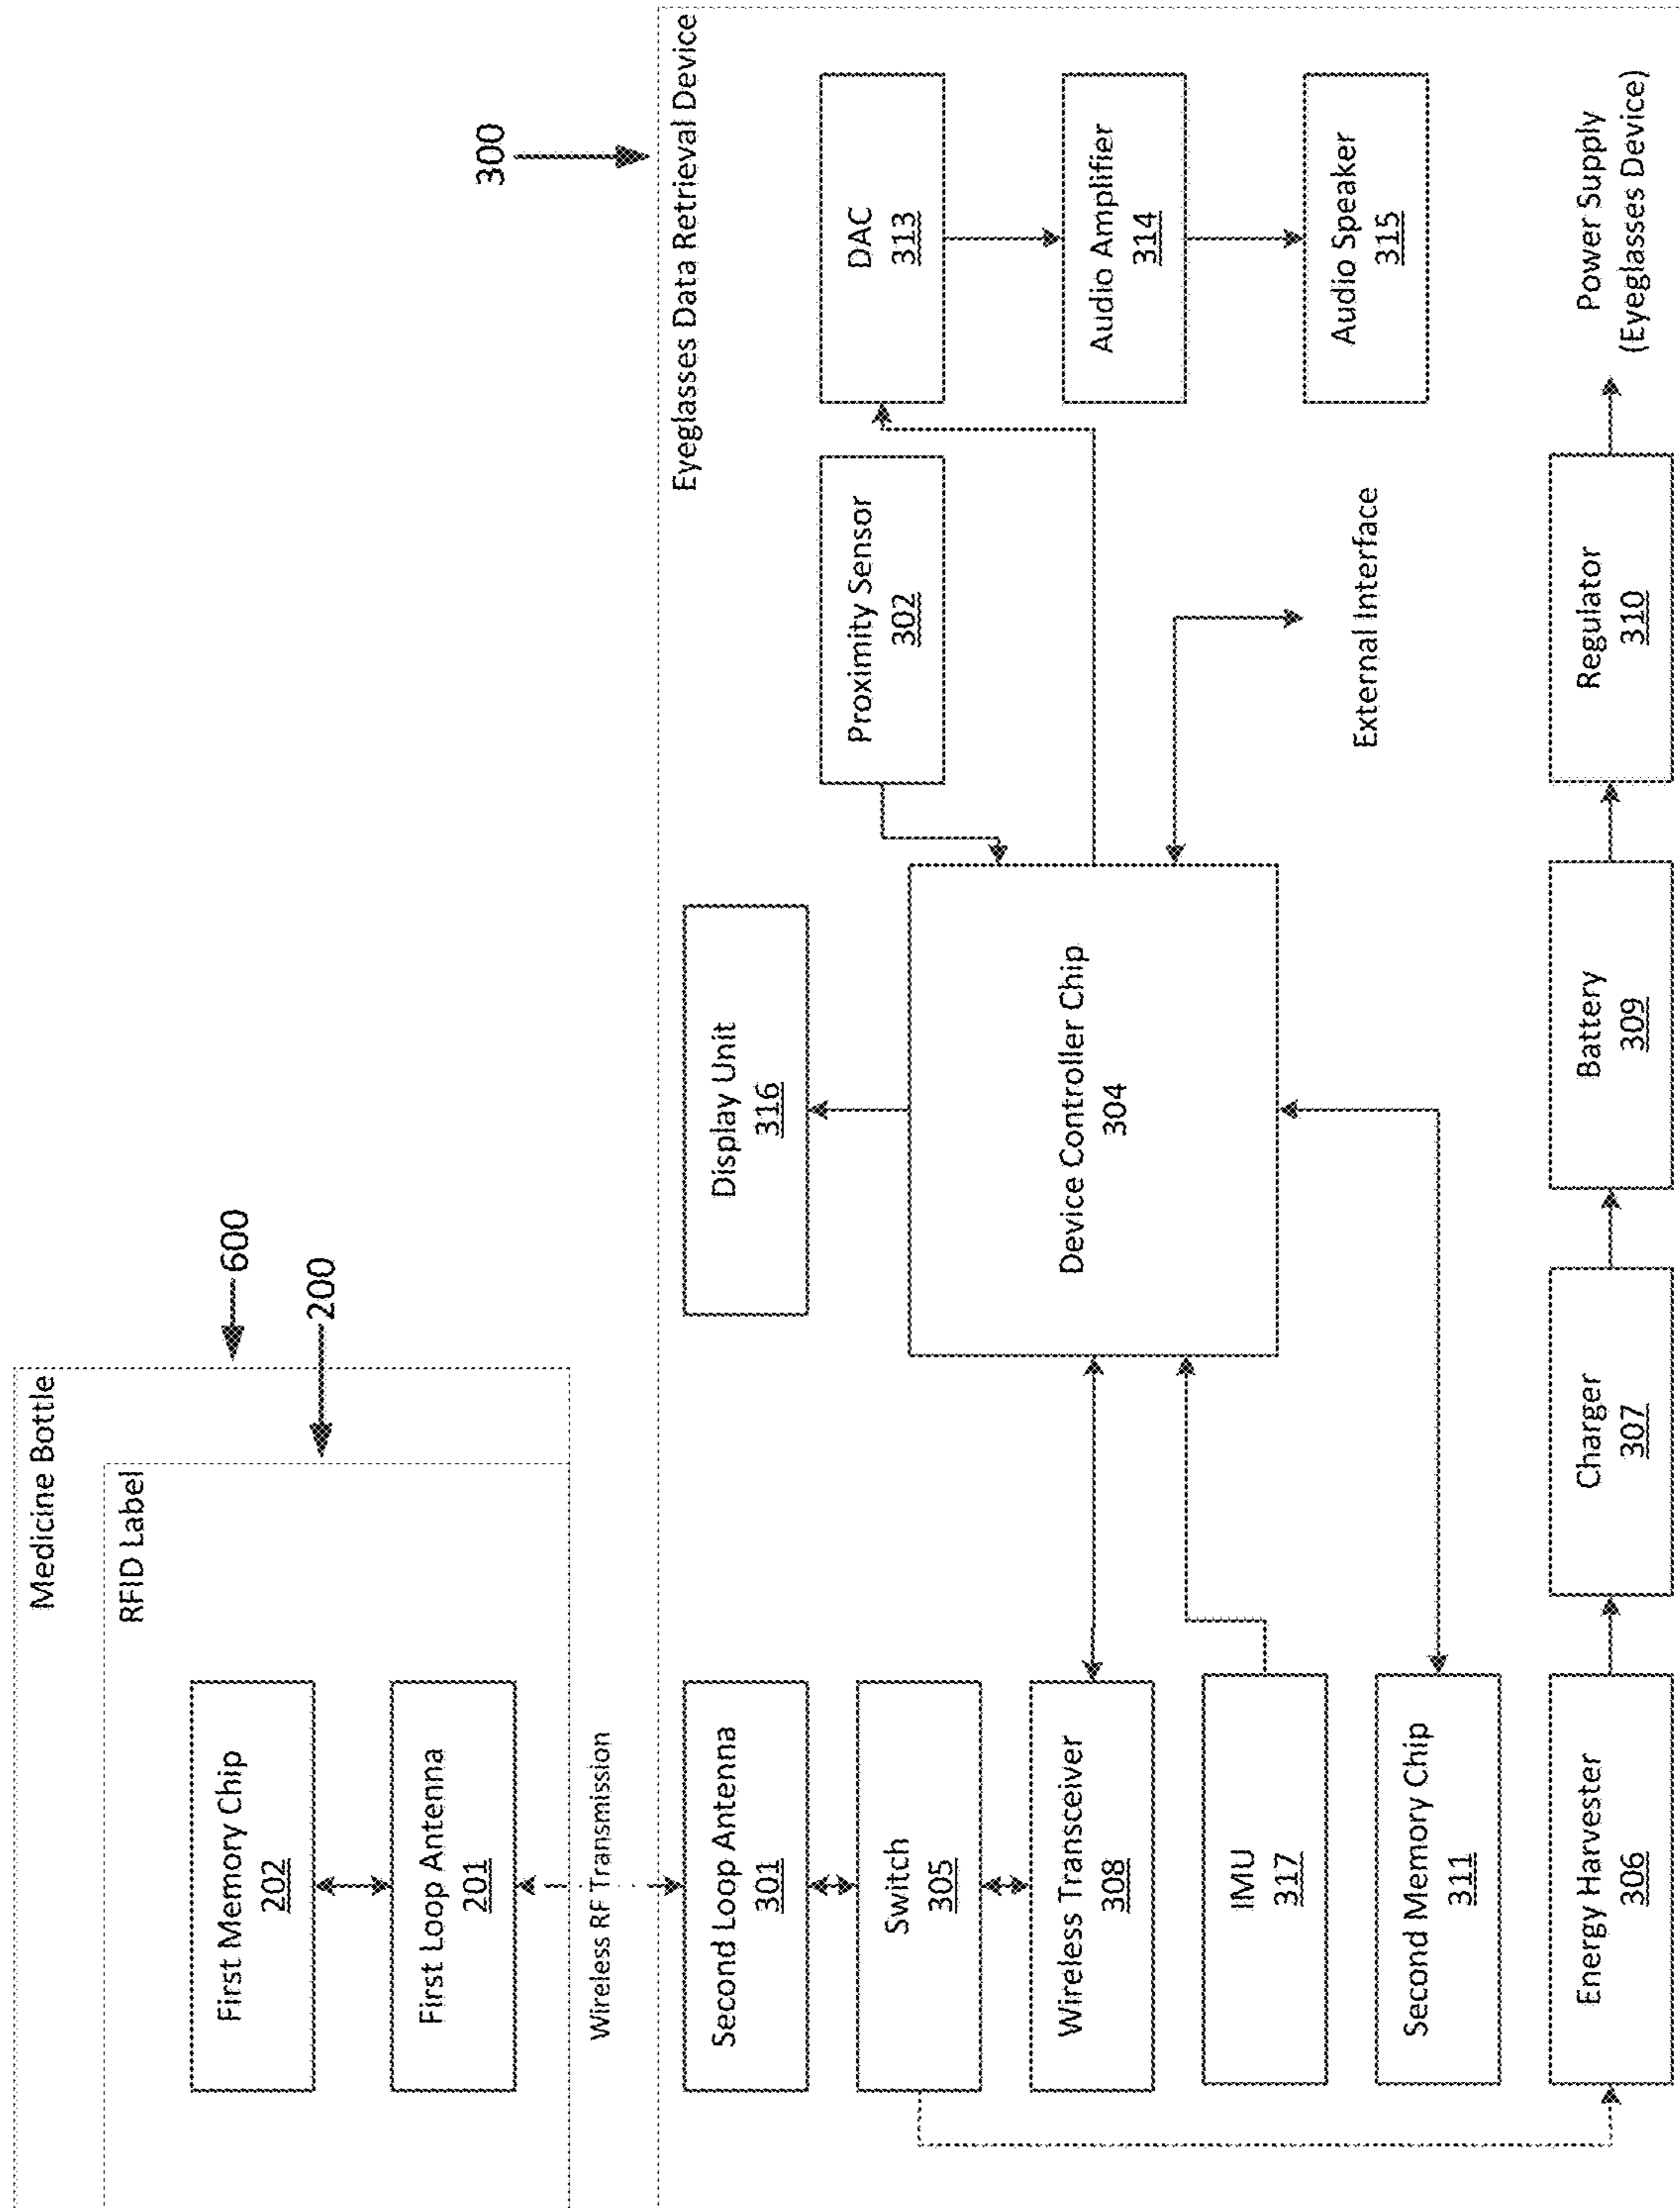 Medicine Bottle
600
RFID Label
200
First Memory Chip
202
First Loop Antenna
201
Wireless RF Transmission
300
Eyeglasses Data Retrieval Device
Second Loop Antenna
301
Switch
305
Wireless Transceiver
308
IMU
317
Second Memory Chip
311
Display Unit
316
Device Controller Chip
304
Proximity Sensor
302
External Interface
DAC
313
Audio Amplifier
314
Audio Speaker
315
Energy Harvester
306
Charger
307
Battery
309
Regulator
310
Power Supply
(Eyeglasses Device)